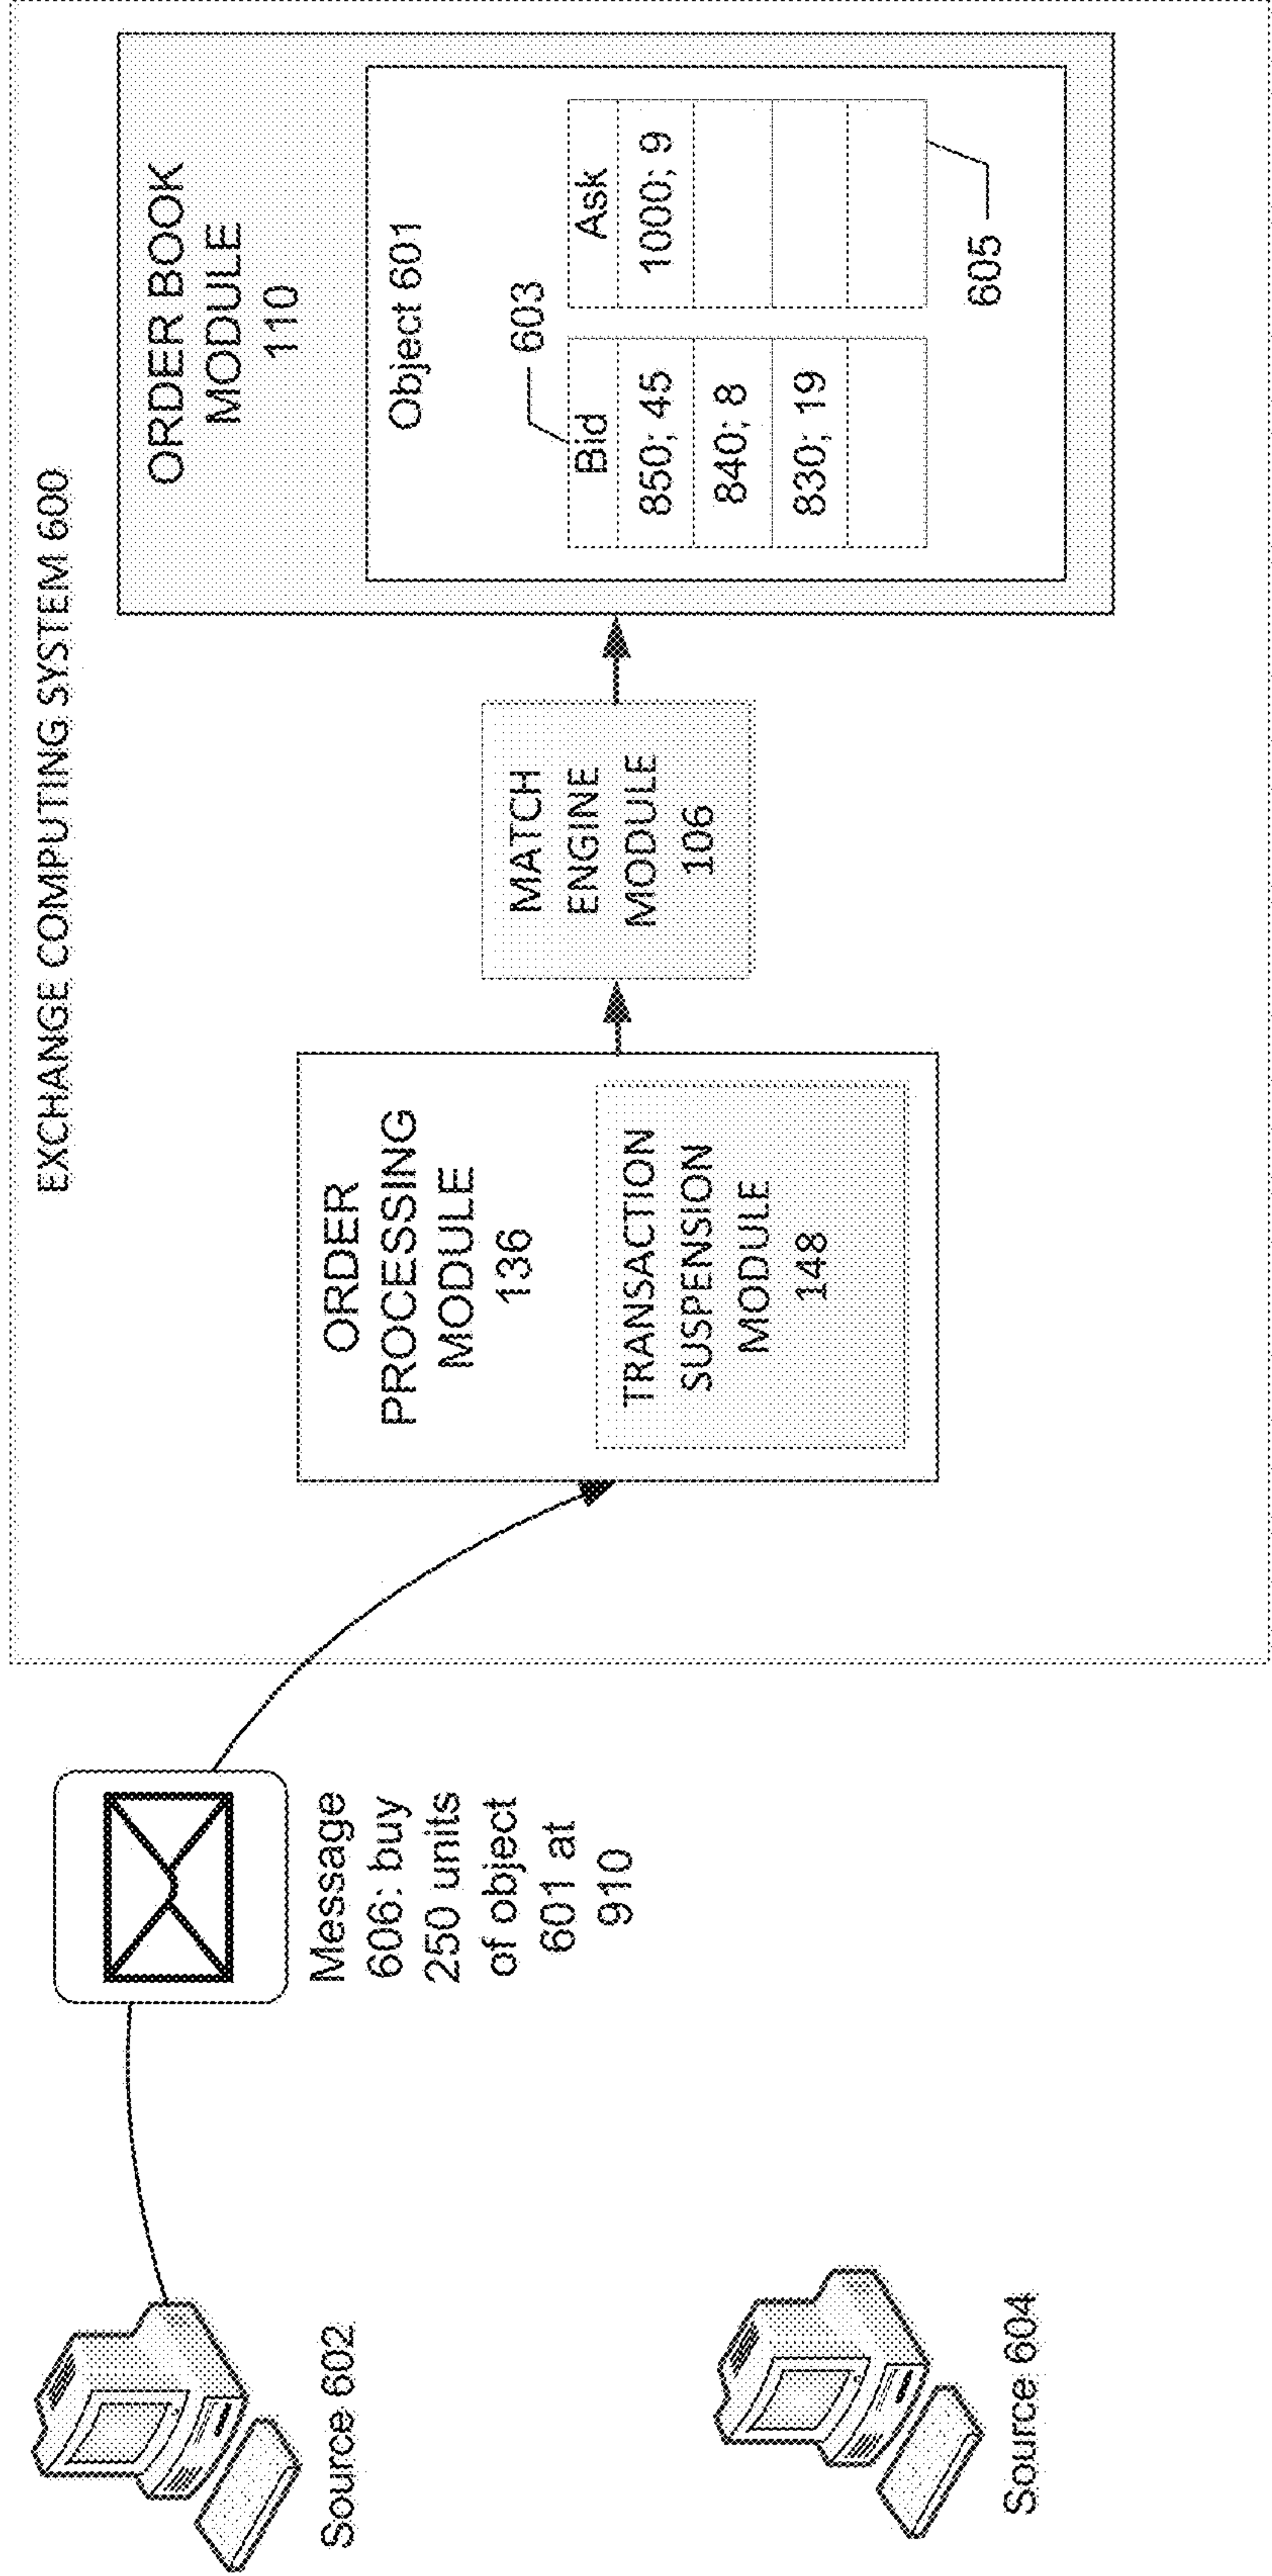 EXCHANGE COMPUTING SYSTEM 600
Source 602
Source 604
Message
606: buy
250 units
of object
601 at
910
ORDER
PROCESSING
MODULE
136
TRANSACTION
SUSPENSION
MODULE
148
MATCH
ENGINE
MODULE
106
ORDER BOOK
MODULE
110
Object 601
603
Bid
850; 45
840; 8
830; 19
Ask
1000; 9
605